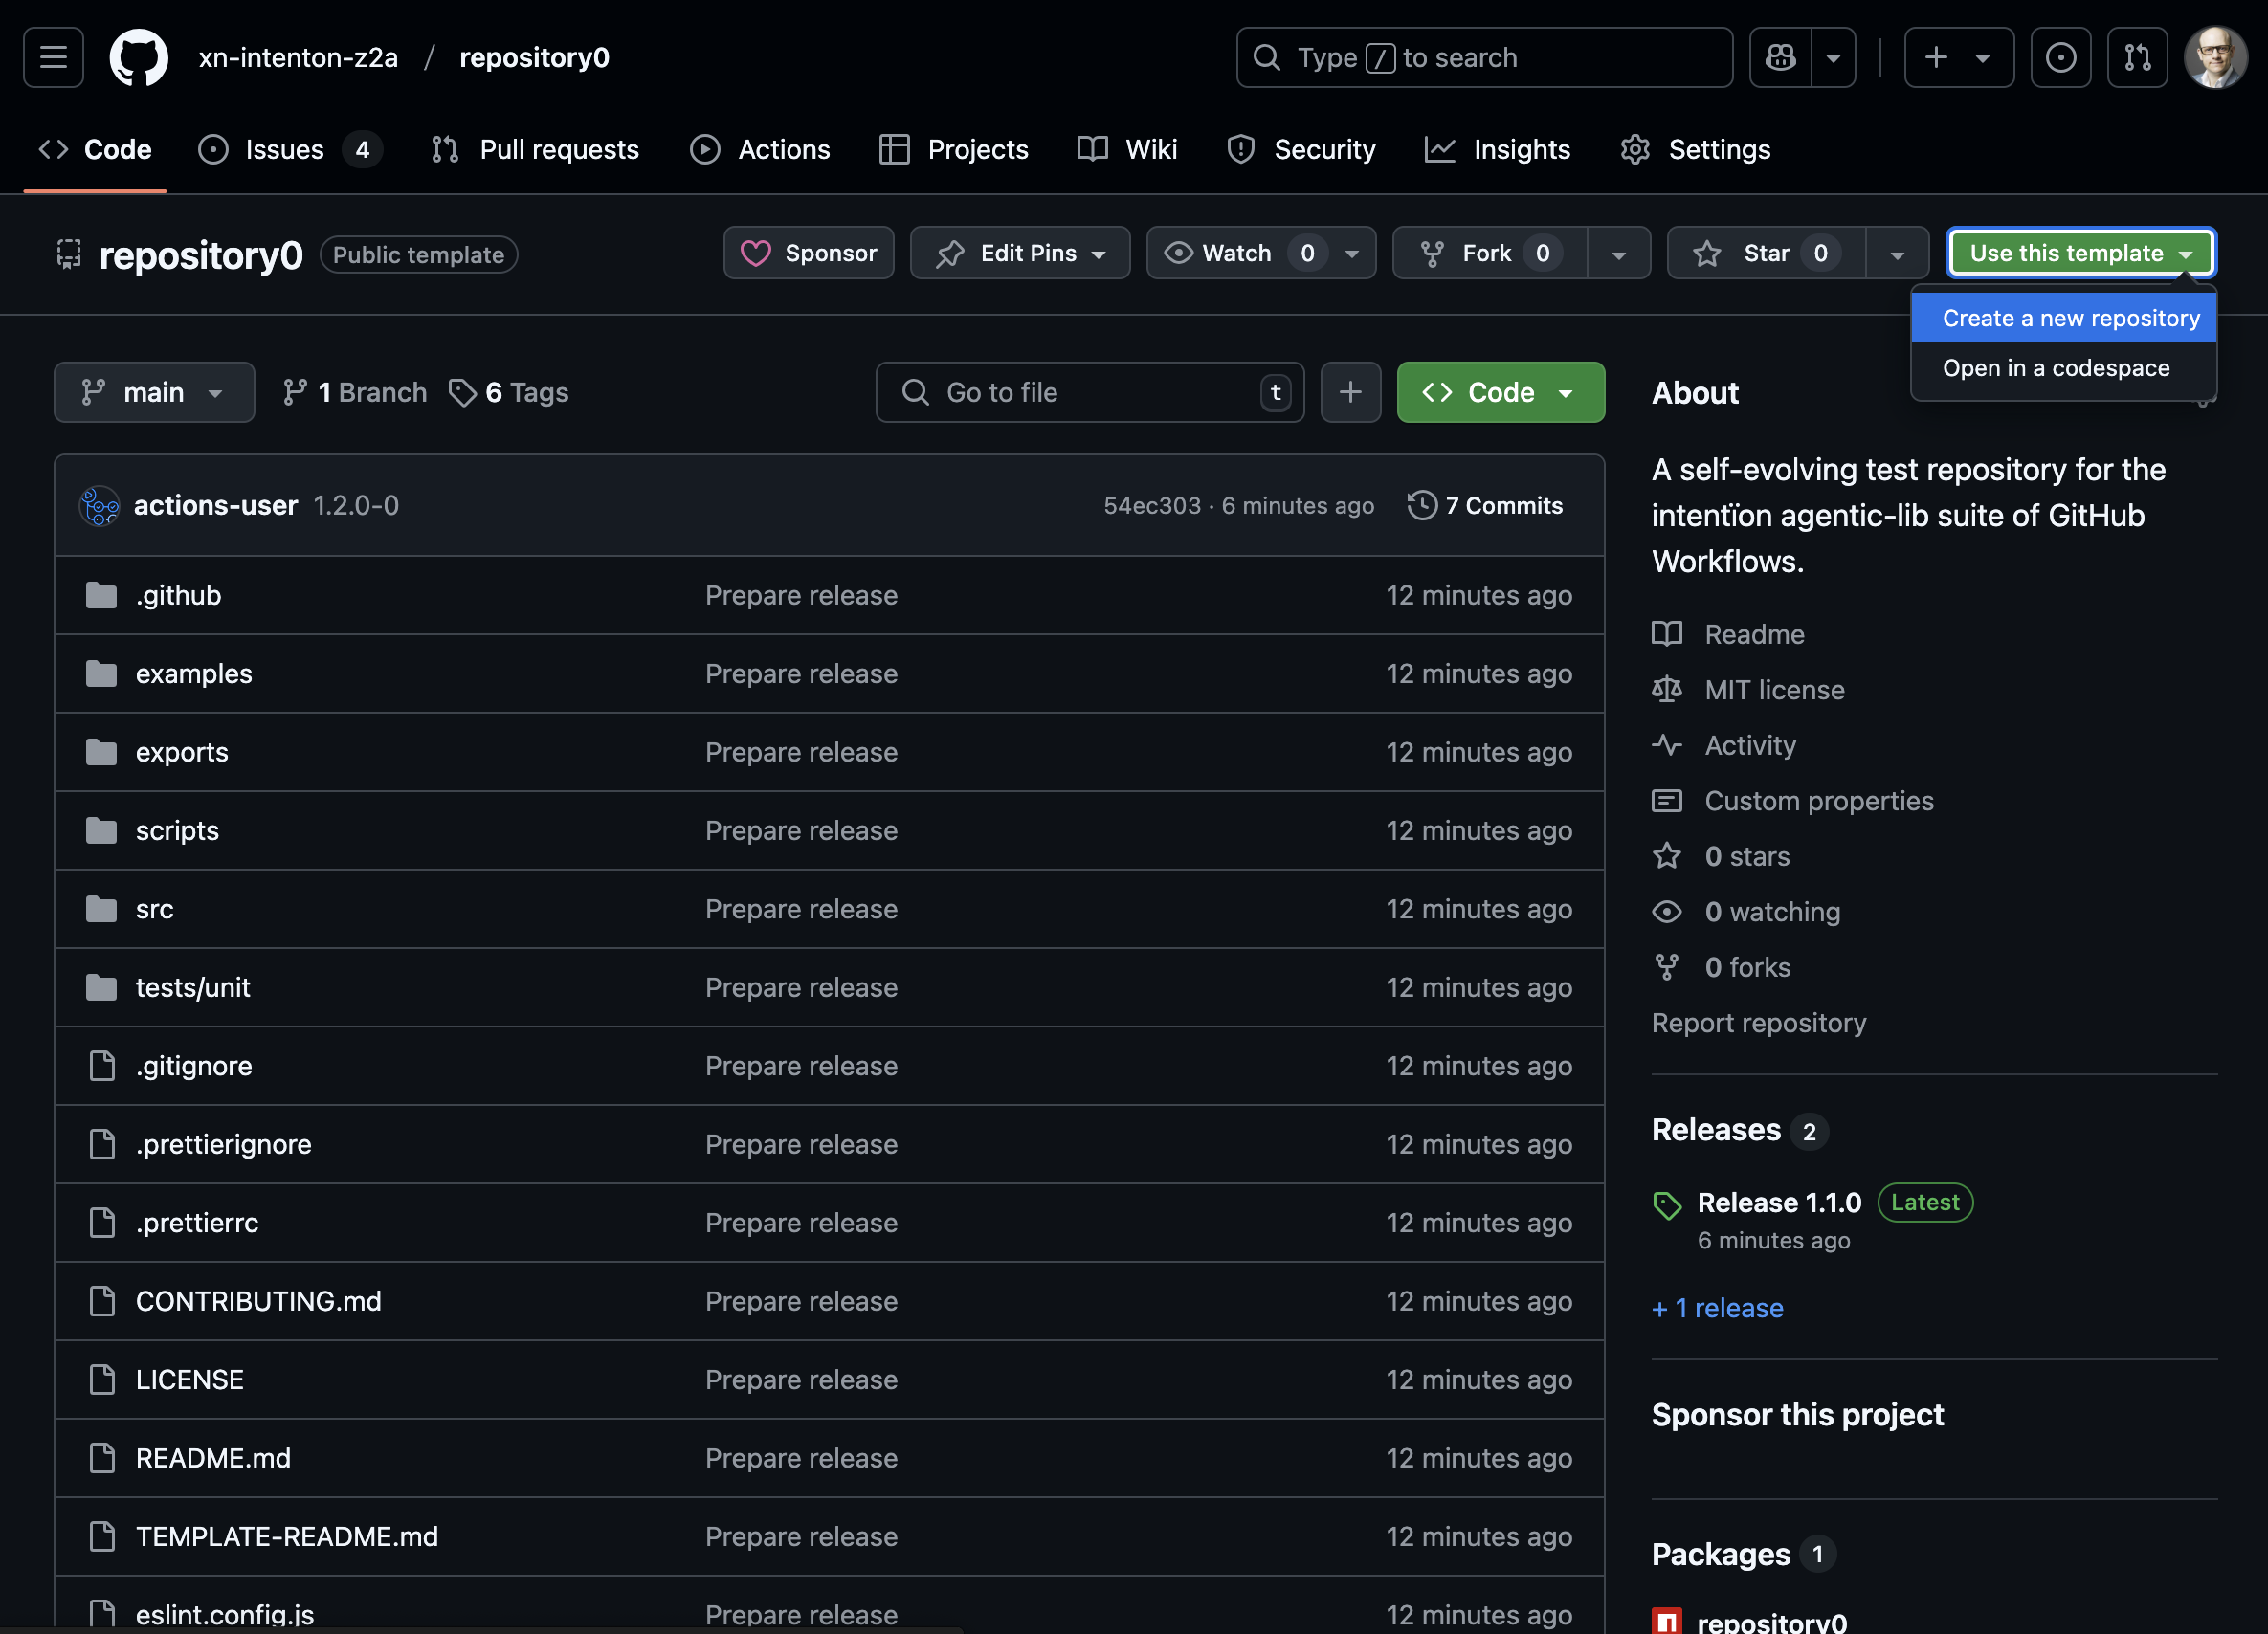 xn-intenton-z2a / repository0
Type / to search
Code
Issues 4
Pull requests
Actions
Projects
Wiki
Security
Insights
Settings
repository0 Public template
Sponsor
Edit Pins
Watch 0
Fork 0
Star 0
Use this template
Create a new repository
Open in a codespace
main
1 Branch
6 Tags
Go to file t
Code
actions-user 1.2.0-0
54ec303 · 6 minutes ago
7 Commits
.github Prepare release 12 minutes ago
examples Prepare release 12 minutes ago
exports Prepare release 12 minutes ago
scripts Prepare release 12 minutes ago
src Prepare release 12 minutes ago
tests/unit Prepare release 12 minutes ago
.gitignore Prepare release 12 minutes ago
.prettierignore Prepare release 12 minutes ago
.prettierrc Prepare release 12 minutes ago
CONTRIBUTING.md Prepare release 12 minutes ago
LICENSE Prepare release 12 minutes ago
README.md Prepare release 12 minutes ago
TEMPLATE-README.md Prepare release 12 minutes ago
eslint.config.js Prepare release 12 minutes ago
About
A self-evolving test repository for the
intentïon agentic-lib suite of GitHub
Workflows.
Readme
MIT license
Activity
Custom properties
0 stars
0 watching
0 forks
Report repository
Releases 2
Release 1.1.0 Latest
6 minutes ago
+ 1 release
Sponsor this project
Packages 1
repository0